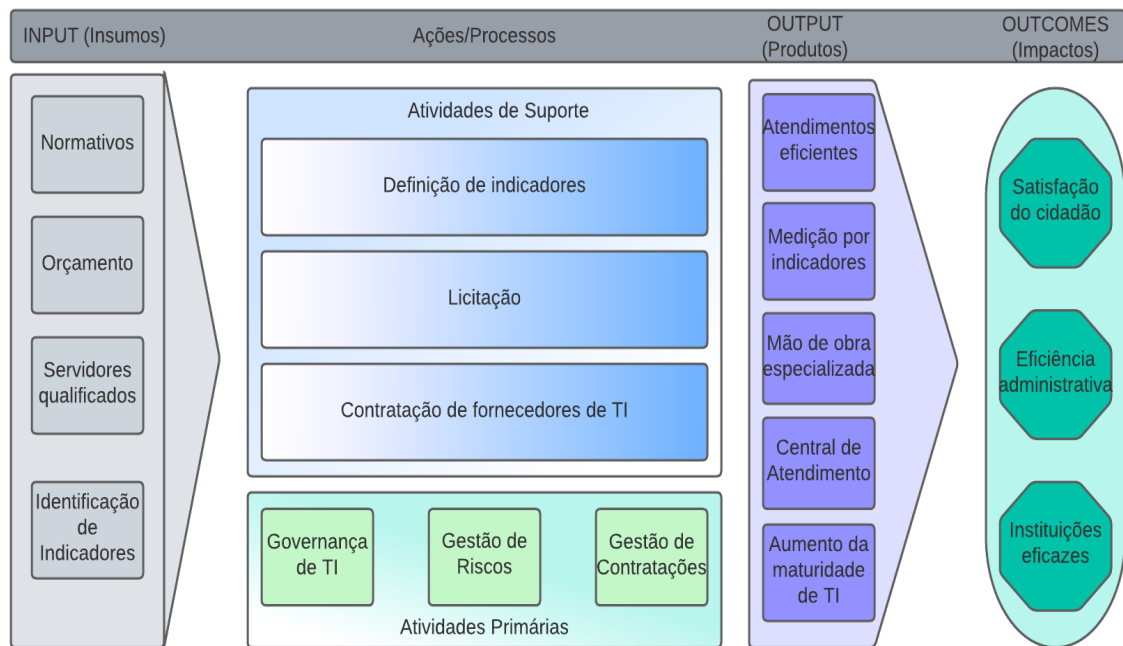 INPUT (Insumos)
Ações/Processos
OUTPUT
(Produtos)
OUTCOMES
(Impactos)
Normativos
Orçamento
Servidores
qualificados
Identificação
de
Indicadores
Atividades de Suporte
Definição de indicadores
Licitação
Contratação de fornecedores de TI
Governança
de TI
Gestão de
Riscos
Gestão de
Contratações
Atividades Primárias
Atendimentos
eficientes
Medição por
indicadores
Mão de obra
especializada
Central de
Atendimento
Aumento da
maturidade
de TI
Satisfação
do cidadão
Eficiência
administrativa
Instituições
eficazes